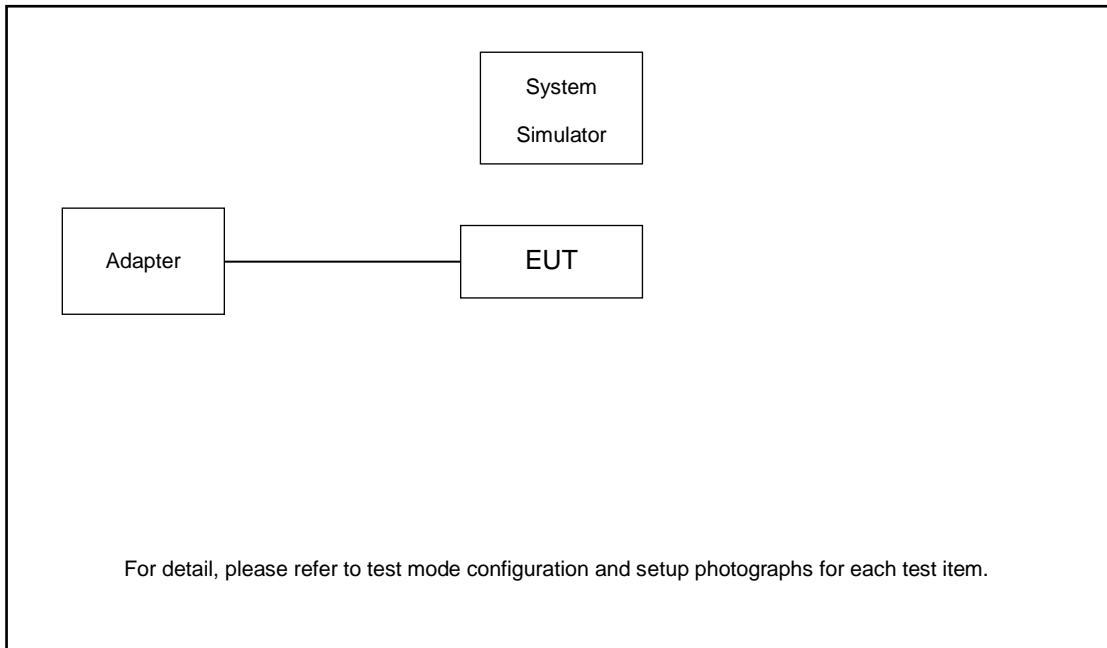 System
Simulator
Adapter
EUT
For detail, please refer to test mode configuration and setup photographs for each test item.